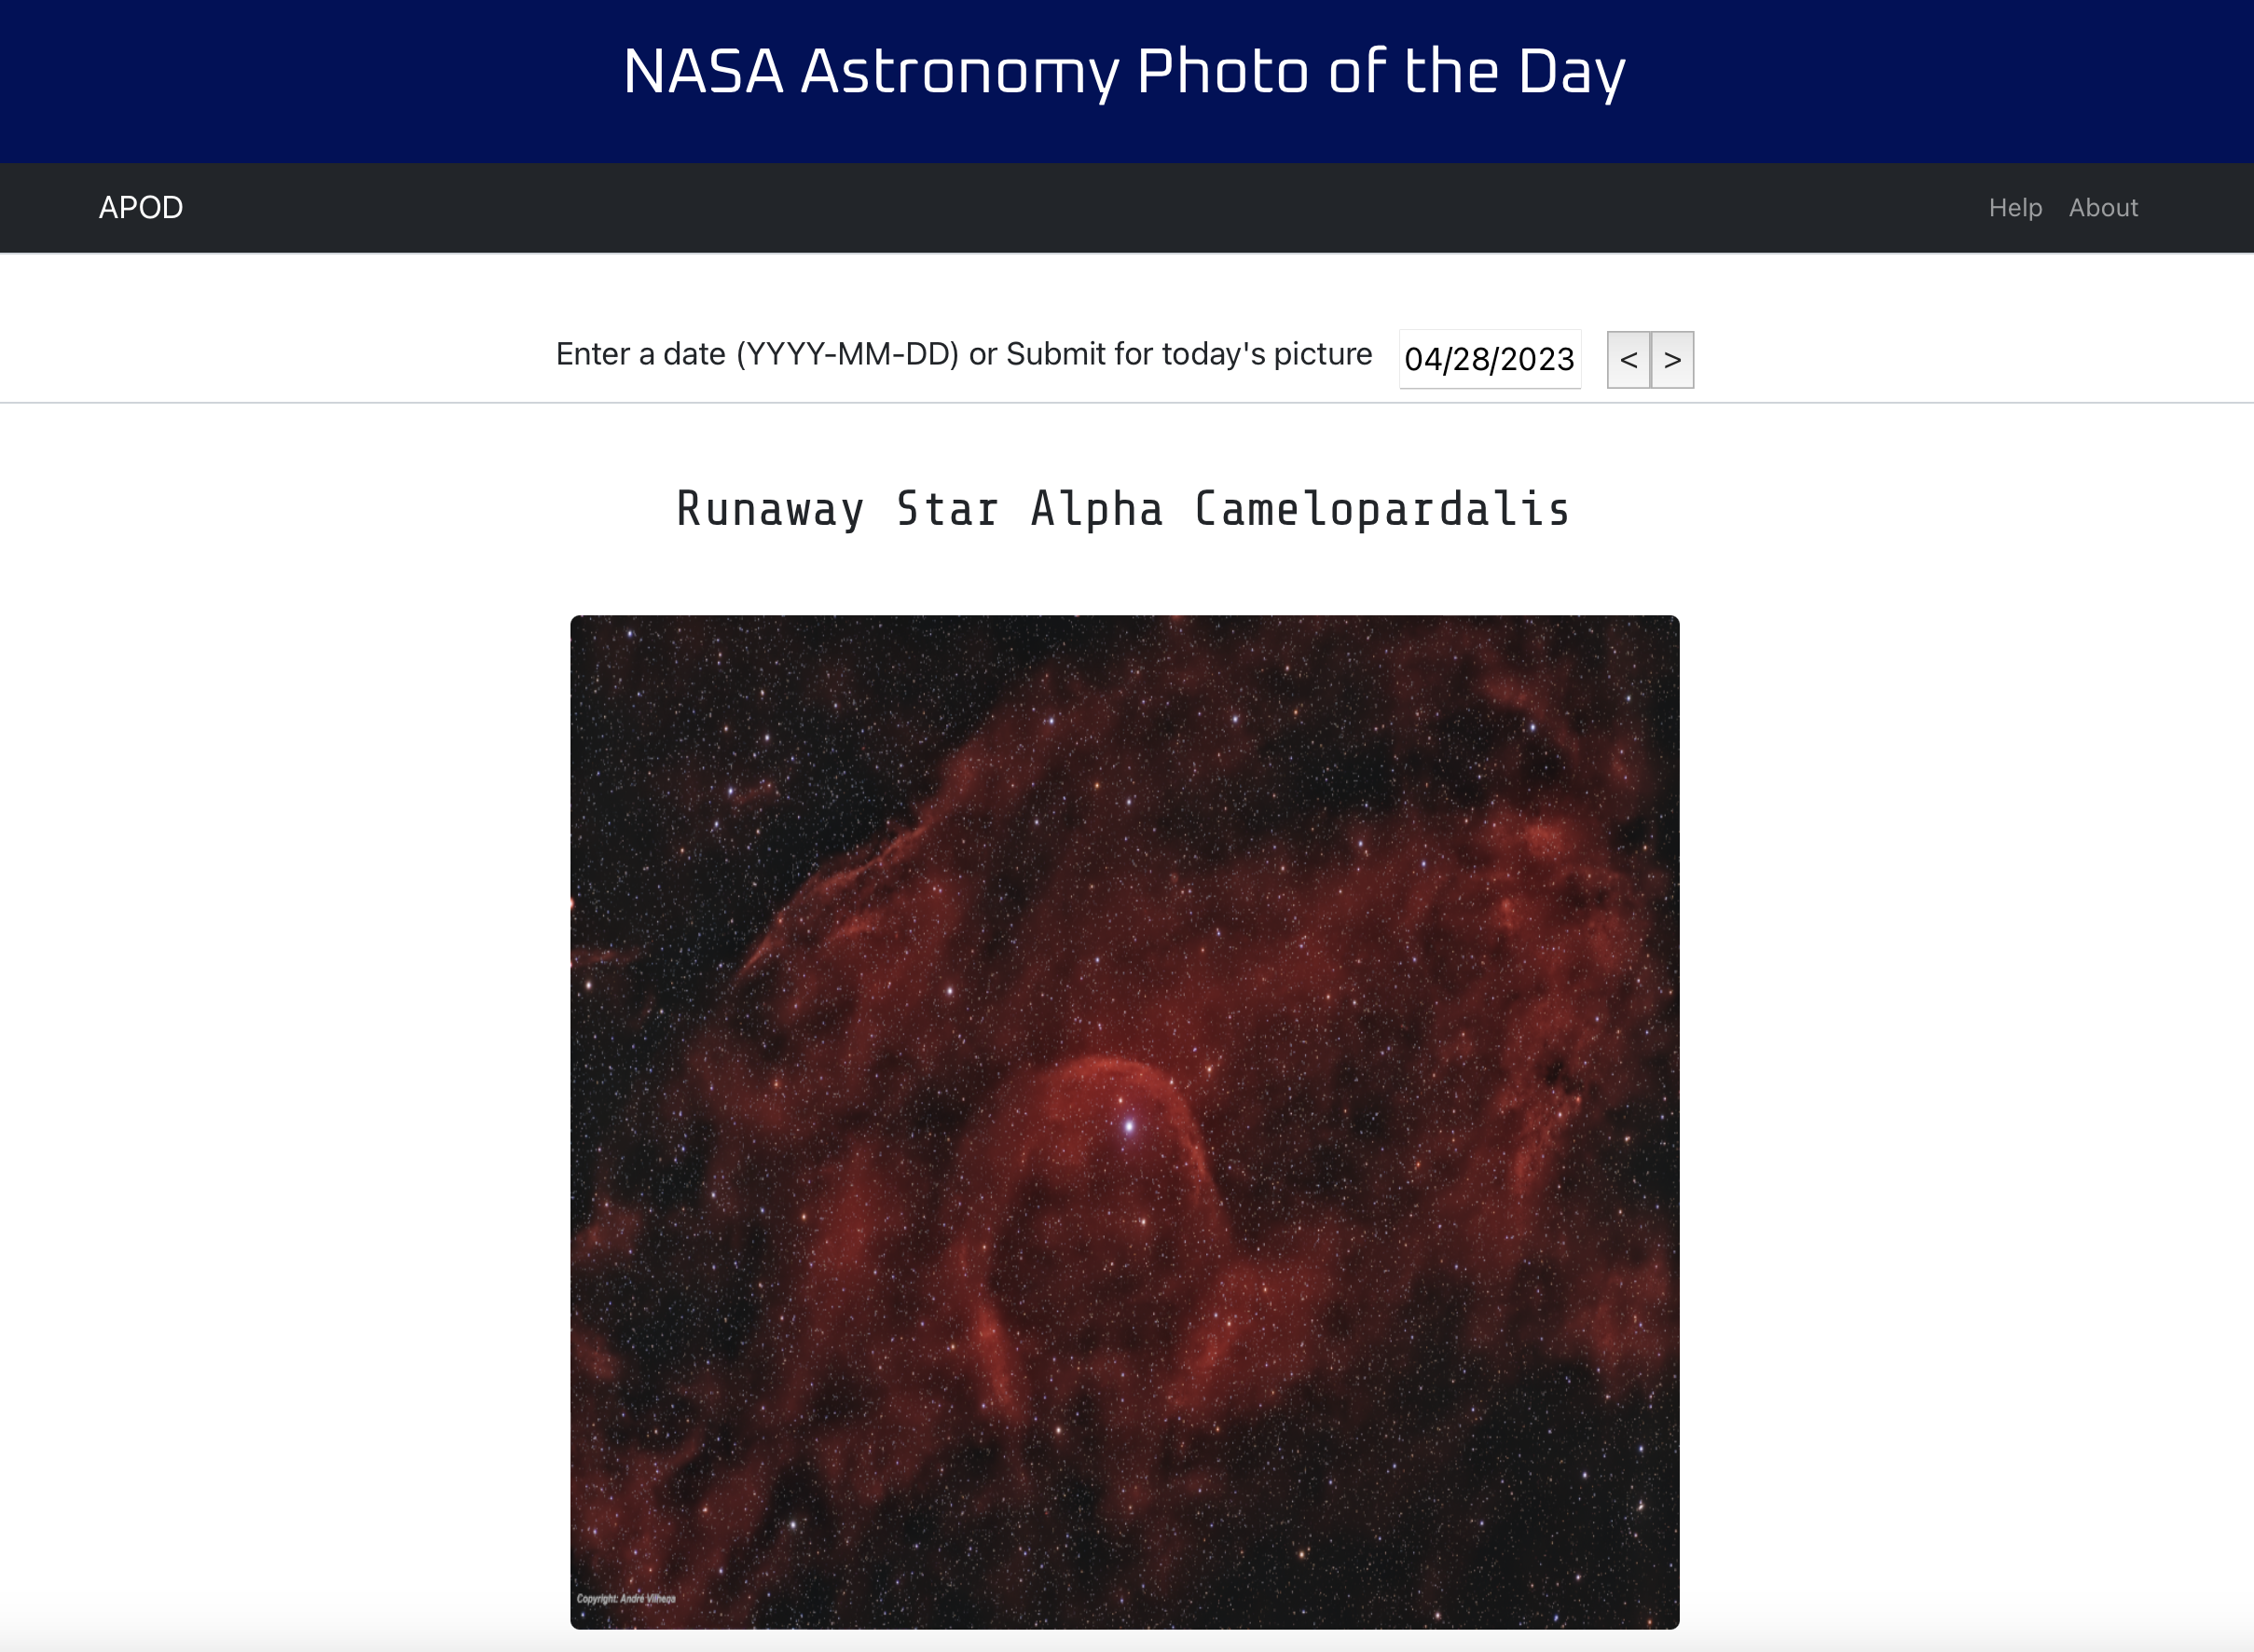 NASA Astronomy Photo of the Day
APOD
Help About
Enter a date (YYYY-MM-DD) or Submit for today's picture 04/28/2023 < >
Runaway Star Alpha Camelopardalis
Copyright: André Vilhena